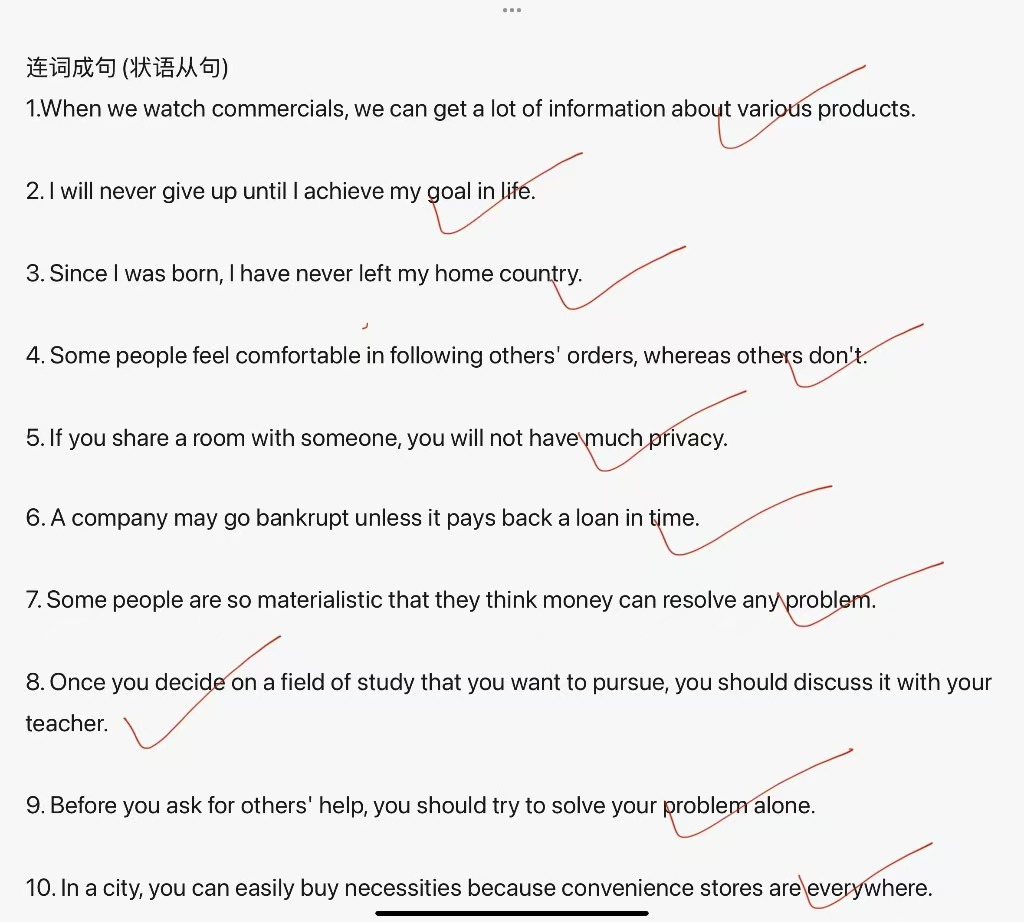 连词成句 (状语从句)
1.When we watch commercials, we can get a lot of information about various products.
2. I will never give up until I achieve my goal in life.
3. Since I was born, I have never left my home country.
4. Some people feel comfortable in following others' orders, whereas others don't.
5. If you share a room with someone, you will not have much privacy.
6. A company may go bankrupt unless it pays back a loan in time.
7. Some people are so materialistic that they think money can resolve any problem.
8. Once you decide on a field of study that you want to pursue, you should discuss it with your
teacher.
9. Before you ask for others' help, you should try to solve your problem alone.
10. In a city, you can easily buy necessities because convenience stores are everywhere.